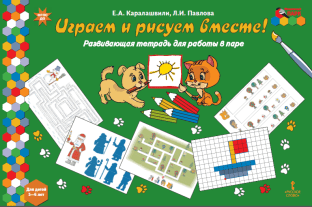 Е.А. Каралашвили, Л.И. Павлова
Играем и рисуем вместе!
Развивающая тетрадь для работы в паре
Для детей
5–6 лет